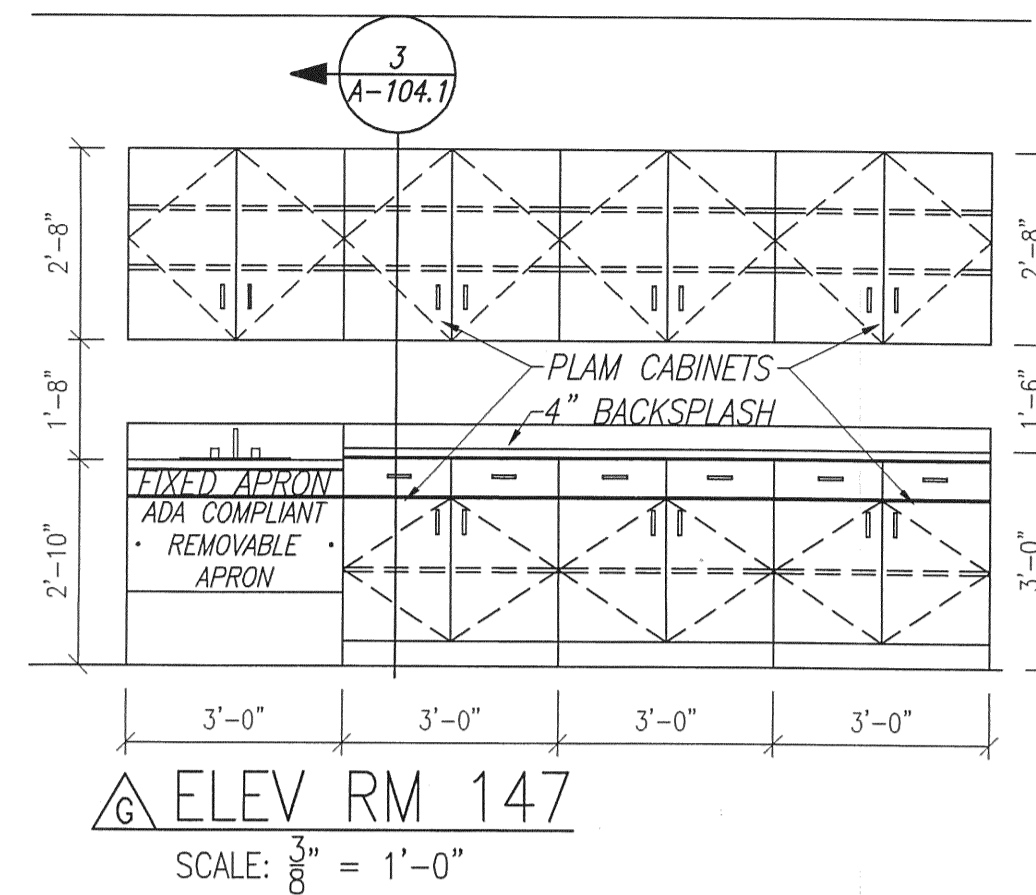 3
A-104.1
2'-8"
2'-8"
PLAM CABINETS
1'-8"
1'-6"
4" BACKSPLASH
FIXED APRON
ADA COMPLIANT
REMOVABLE
APRON
2'-10"
3'-0"
3'-0" 3'-0" 3'-0" 3'-0"
G ELEV RM 147
SCALE: 3/8" = 1'-0"